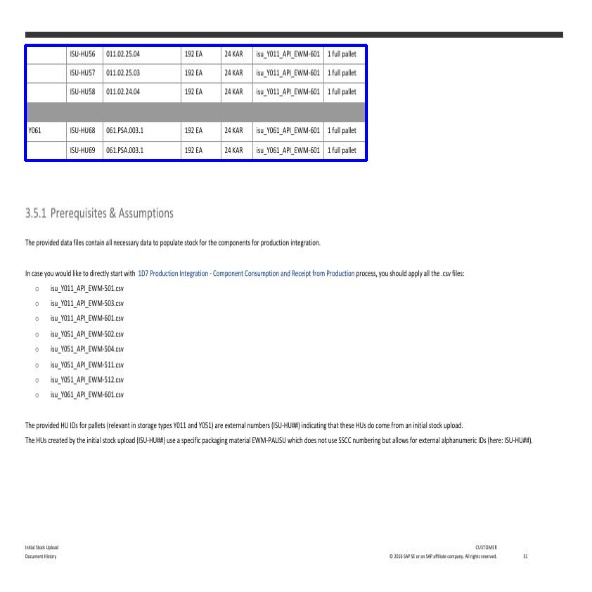 ISU-HU56 011.02.25.04 192 EA 24 KAR isu_Y011_API_EWM-601 1 full pallet
ISU-HU57 011.02.25.03 192 EA 24 KAR isu_Y011_API_EWM-601 1 full pallet
ISU-HU58 011.02.24.04 192 EA 24 KAR isu_Y011_API_EWM-601 1 full pallet
Y061 ISU-HU68 061.PSA.003.1 192 EA 24 KAR isu_Y061_API_EWM-601 1 full pallet
ISU-HU69 061.PSA.003.1 192 EA 24 KAR isu_Y061_API_EWM-601 1 full pallet
3.5.1 Prerequisites & Assumptions
The provided data files contain all necessary data to populate stock for the components for production integration.
In case you would like to directly start with 1D7 Production Integration - Component Consumption and Receipt from Production process, you should apply all the .csv files:
o isu_Y011_API_EWM-501.csv
o isu_Y011_API_EWM-503.csv
o isu_Y011_API_EWM-601.csv
o isu_Y051_API_EWM-502.csv
o isu_Y051_API_EWM-504.csv
o isu_Y051_API_EWM-511.csv
o isu_Y051_API_EWM-512.csv
o isu_Y061_API_EWM-601.csv
The provided HU IDs for pallets (relevant in storage types Y011 and Y051) are external numbers (ISU-HU##) indicating that these HUs do come from an initial stock upload.
The HUs created by the initial stock upload (ISU-HU##) use a specific packaging material EWM-PALISU which does not use SSCC numbering but allows for external alphanumeric IDs (here: ISU-HU##).
Initial Stock Upload CUSTOMER
Document History © 2016 SAP SE or an SAP affiliate company. All rights reserved.